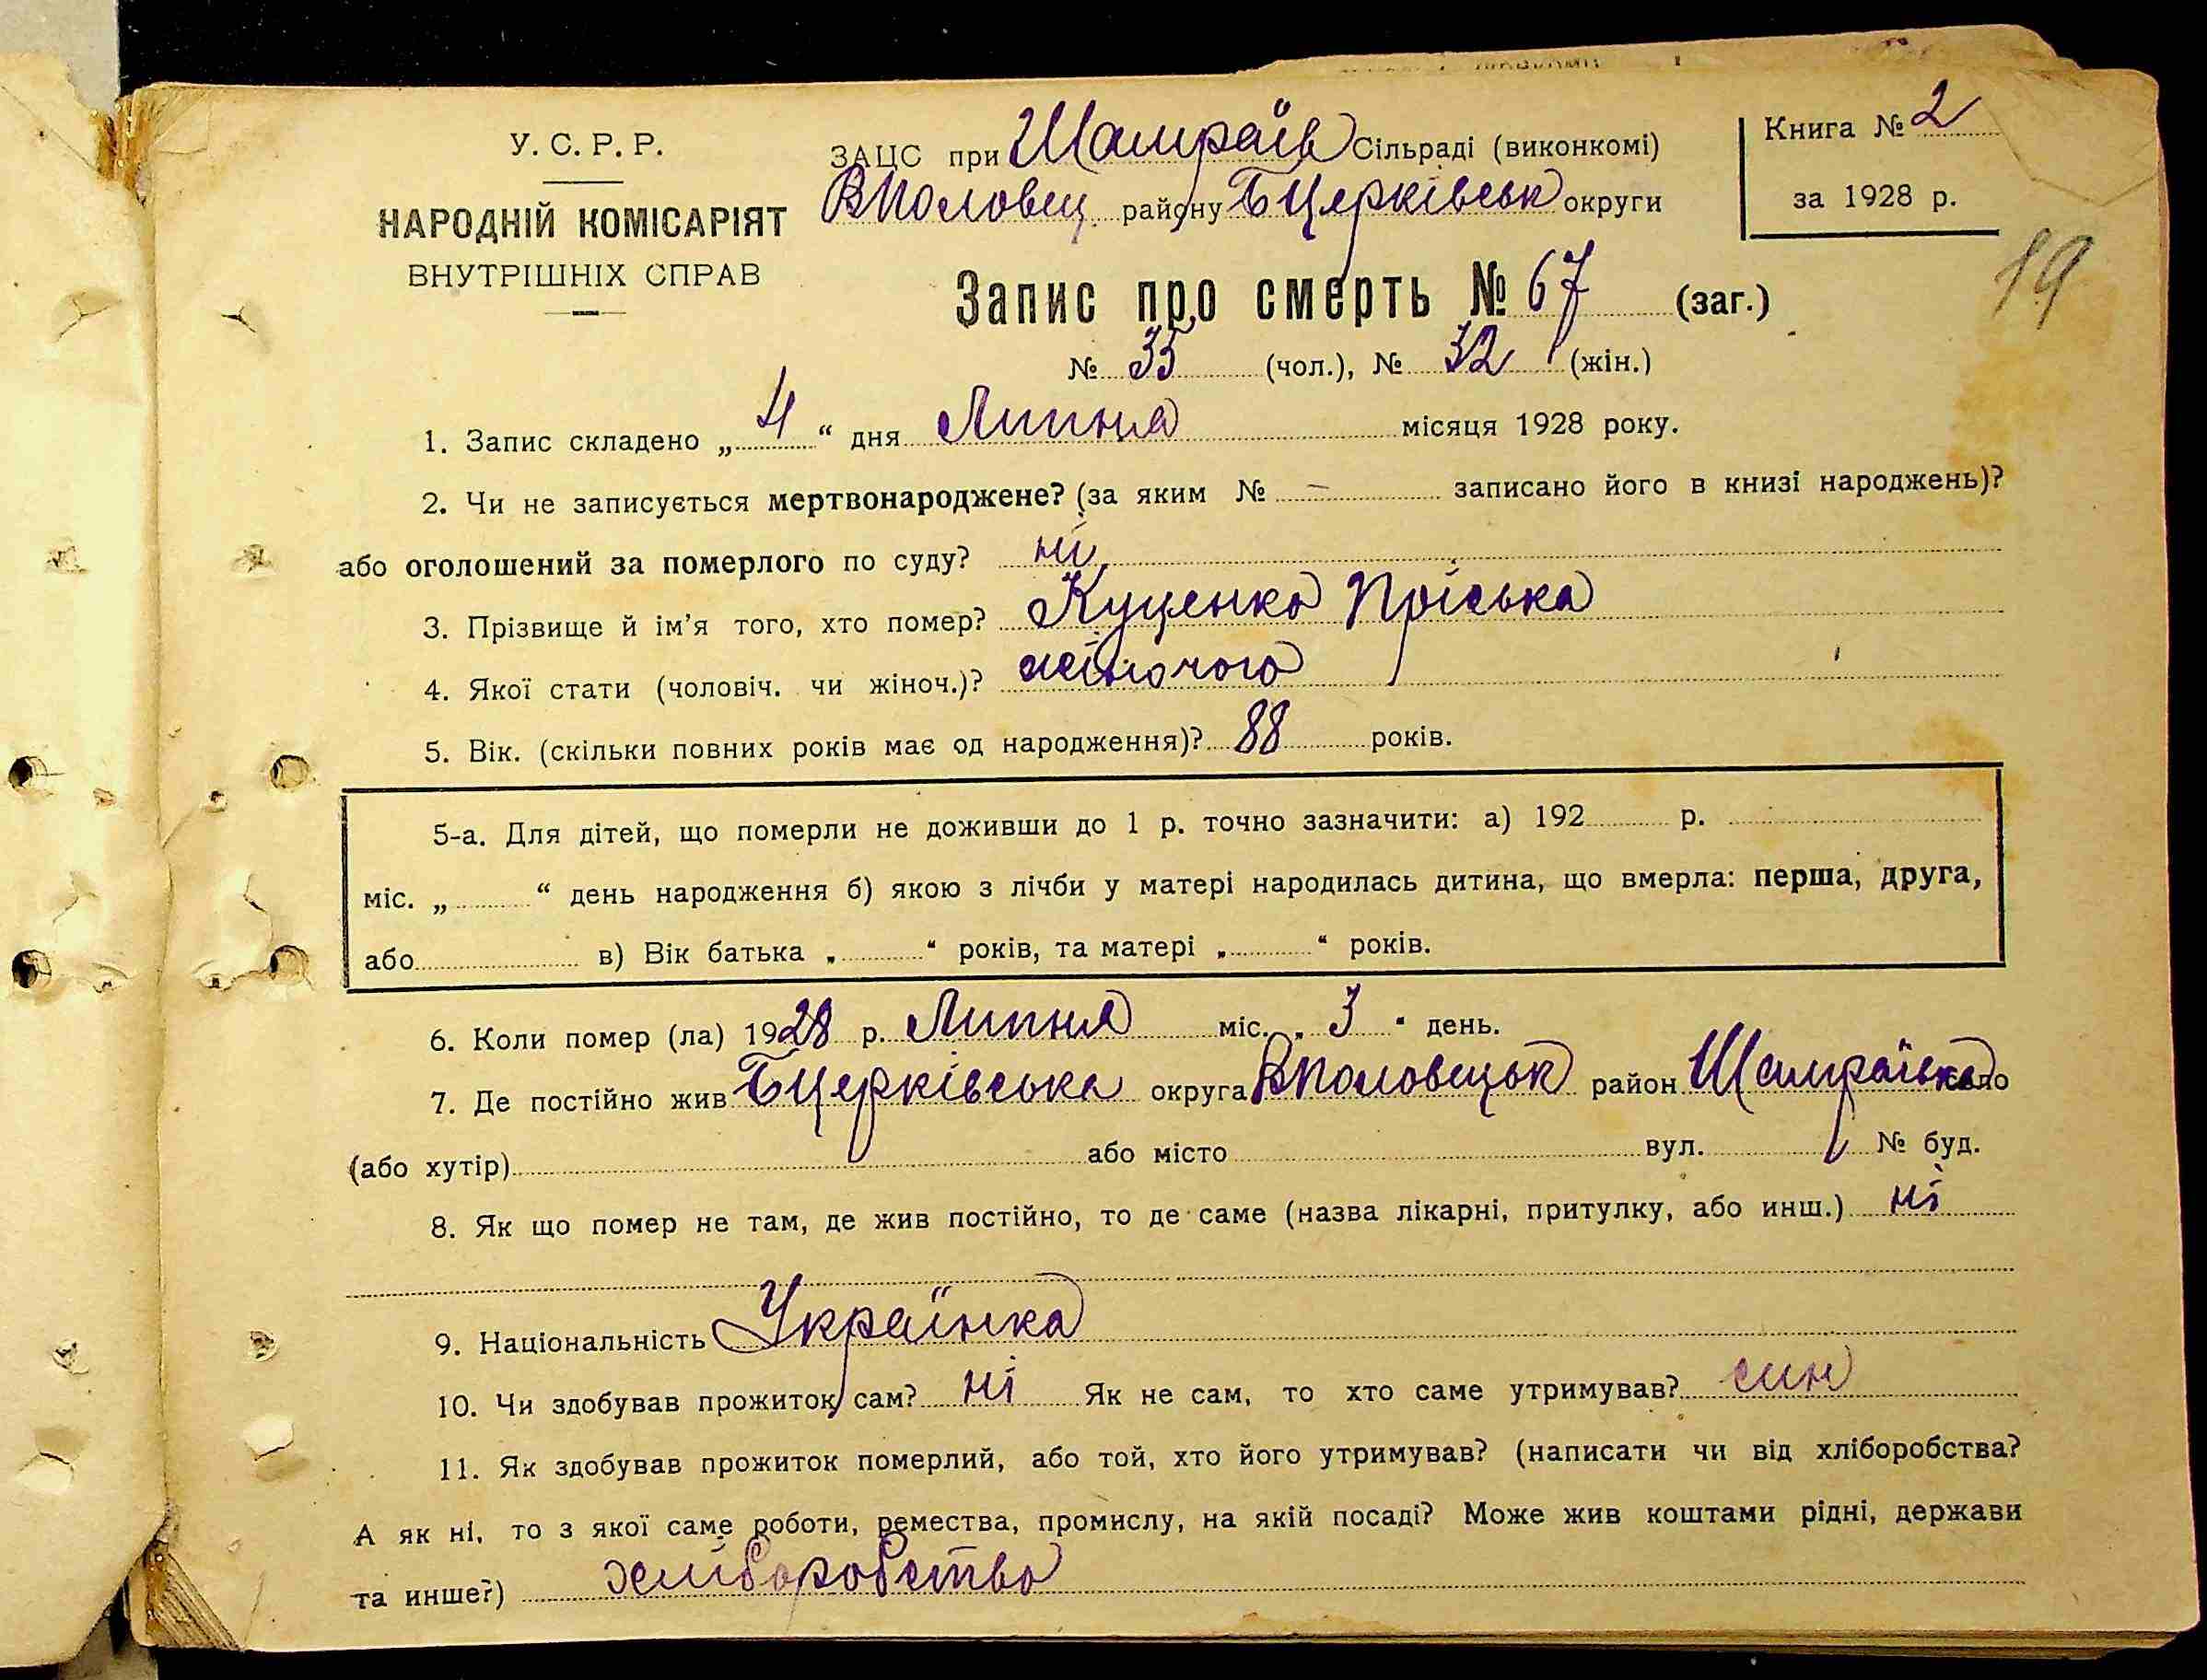 У. С. Р. Р.
НАРОДНІЙ КОМІСАРІЯТ
ВНУТРІШНІХ СПРАВ
ЗАЦС при Шамраїв Сільраді (виконкомі)
ВПоловец. району БЦерківськ округи
Книга № 2
за 1928 р.
19
Запис про смерть № 67 (заг.)
№ 35 (чол.), № 32 (жін.)
1. Запис складено „ 4 “ дня Липня місяця 1928 року.
2. Чи не записується мертвонароджене? (за яким № — записано його в книзі народжень)?
або оголошений за померлого по суду? ні
3. Прізвище й ім’я того, хто помер? Куценко Пріська
4. Якої стати (чоловіч. чи жіноч.)? жіночого
5. Вік. (скільки повних років має од народження)? 88 років.
5-а. Для дітей, що померли не доживши до 1 р. точно зазначити: а) 192 р.
міс. „ “ день народження б) якою з лічби у матері народилась дитина, що вмерла: перша, друга,
або в) Вік батька „ “ років, та матері „ “ років.
6. Коли помер (ла) 1928 р. Липня міс. „ 3 “ день.
7. Де постійно жив БЦерківська округа ВПоловецьк район Шамраївка село
(або хутір) або місто вул. № буд.
8. Як що помер не там, де жив постійно, то де саме (назва лікарні, притулку, або инш.) ні
9. Національність Українка
10. Чи здобував прожиток сам? ні Як не сам, то хто саме утримував? син
11. Як здобував прожиток померлий, або той, хто його утримував? (написати чи від хліборобства?
А як ні, то з якої саме роботи, ремества, промислу, на якій посаді? Може жив коштами рідні, держави
та инше?) хліборобство